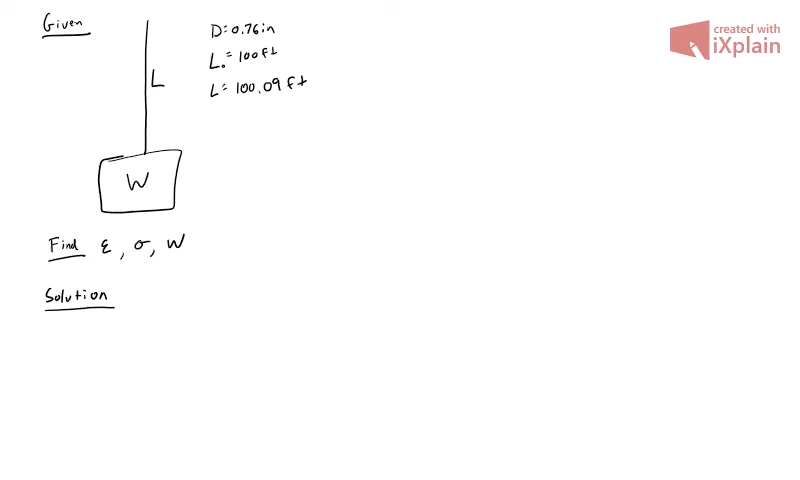 Given
D=0.76in
L₀=100ft
L=100.09ft
L
W
Find ε, σ, W
Solution
created with
iXplain